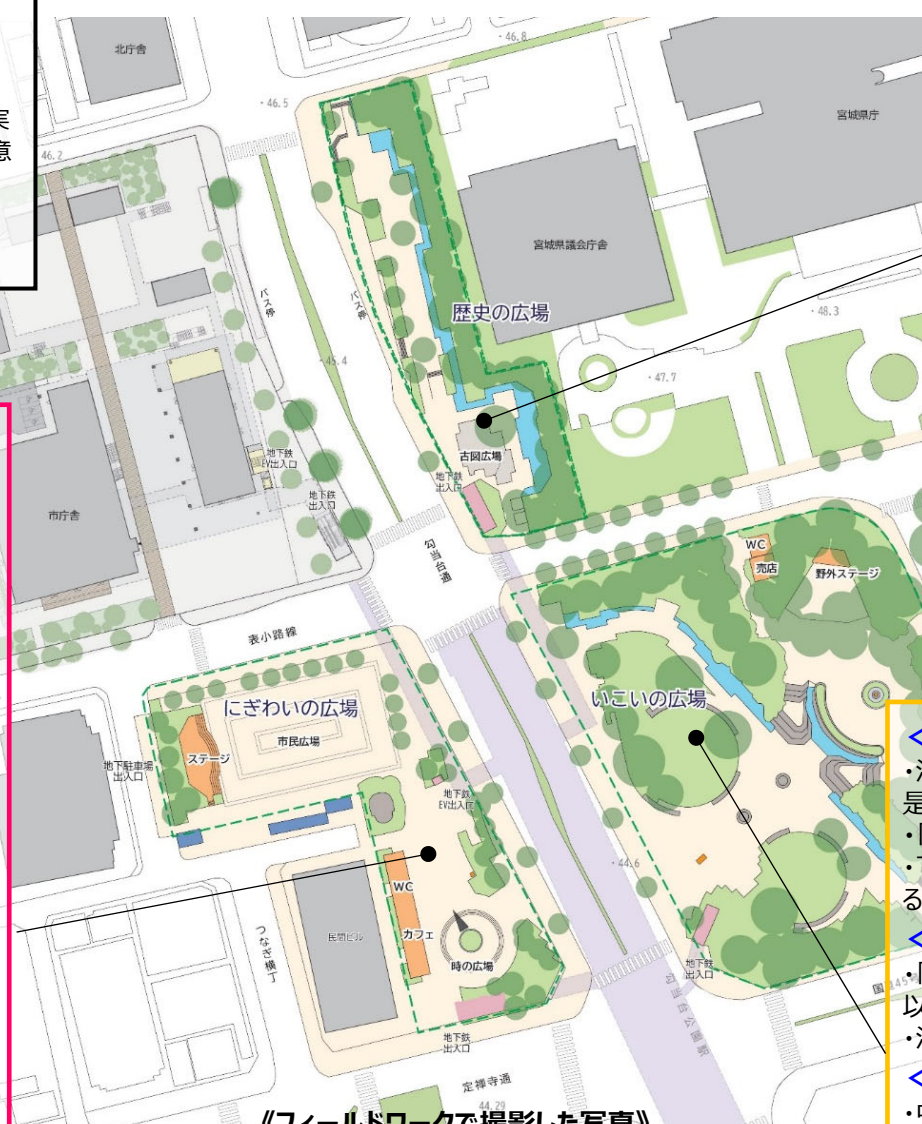 北庁舎
・46.8
実
意
46.2
・46.5
宮城県庁
宮城県議会庁舎
バス停
バス停
歴史の広場
・48.3
・45.4
・47.7
古図広場
地下鉄
EV出入口
地下鉄
出入口
地下鉄
出入口
市庁舎
勾当台通
WC
売店
野外ステージ
表小路線
にぎわいの広場
いこいの広場
市民広場
ステージ
地下駐車場
出入口
地下鉄
EV出入口
・44.6
WC
カフェ
民間ビル
つなぎ横丁
時の広場
地下鉄
出入口
勾当台公園駅
地下鉄
出入口
定禅寺通
44.29
《フィールドワークで撮影した写真》
<
是
る
<
以
<